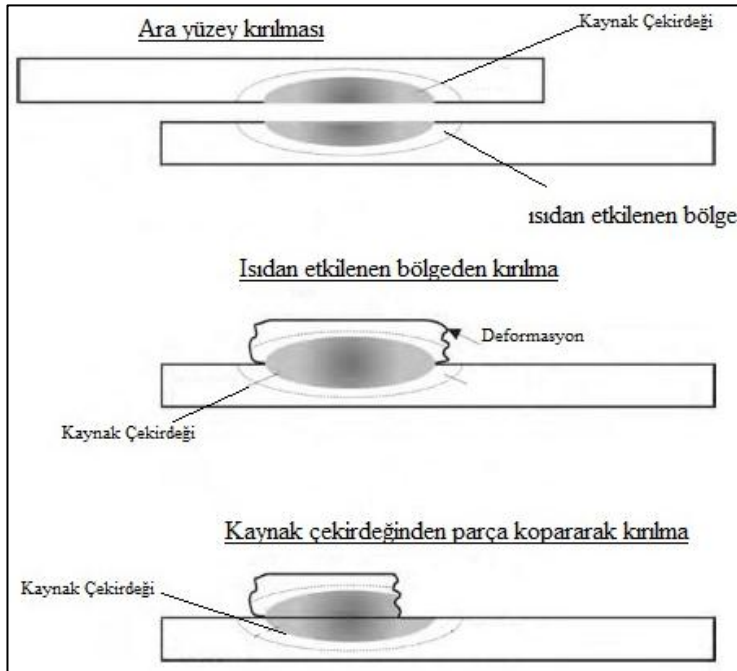 Ara yüzey kırılması
Kaynak Çekirdeği
ısıdan etkilenen bölge
Isıdan etkilenen bölgeden kırılma
Deformasyon
Kaynak Çekirdeği
Kaynak çekirdeğinden parça kopararak kırılma
Kaynak Çekirdeği